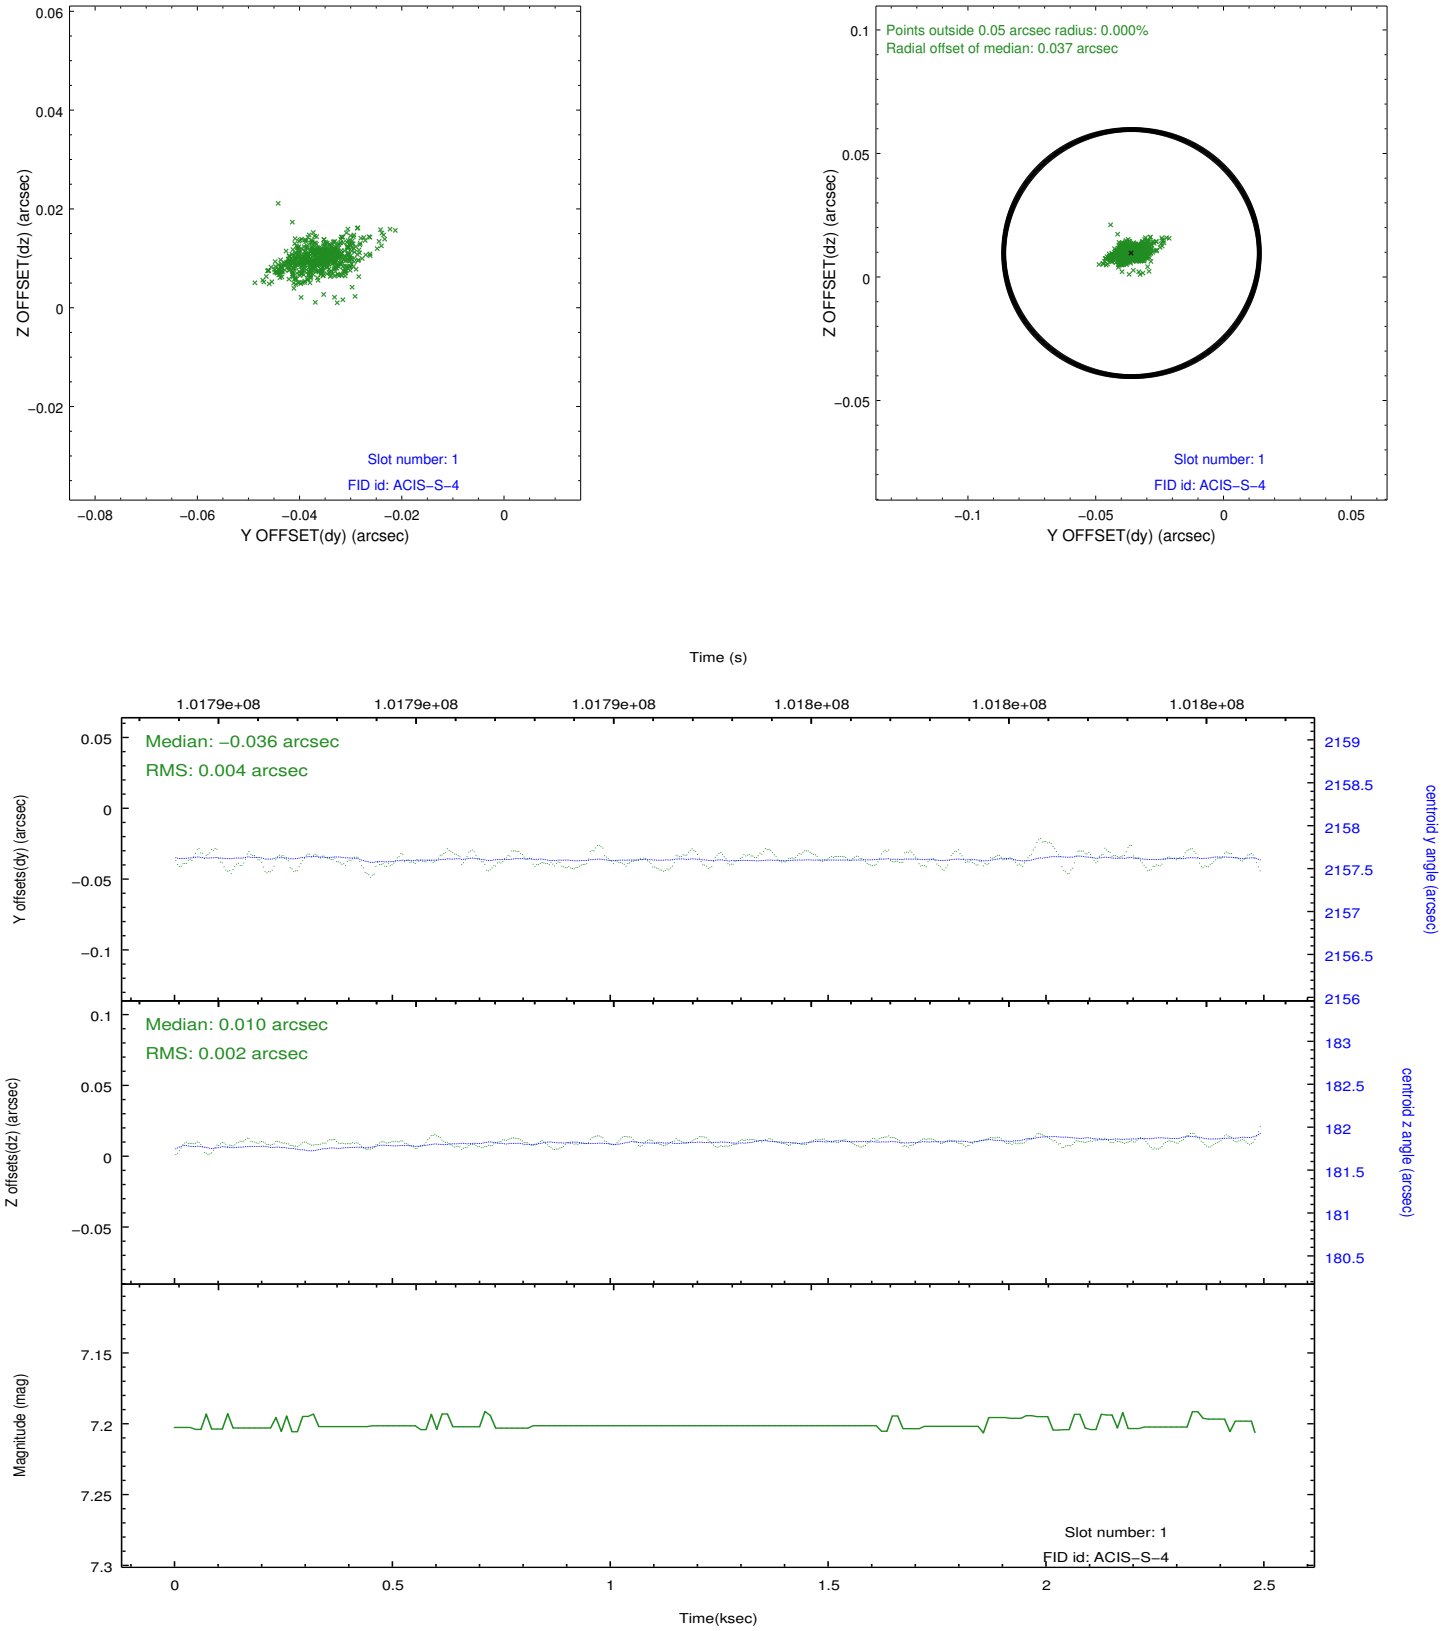 0.06
0.04
0.02
0
−0.02
Z OFFSET(dz) (arcsec)
Slot number: 1
FID id: ACIS−S−4
−0.08 −0.06 −0.04 −0.02 0
Y OFFSET(dy) (arcsec)
Points outside 0.05 arcsec radius: 0.000%
Radial offset of median: 0.037 arcsec
0.1
0.05
0
−0.05
Z OFFSET(dz) (arcsec)
Slot number: 1
FID id: ACIS−S−4
−0.1 −0.05 0 0.05
Y OFFSET(dy) (arcsec)
Time (s)
1.0179e+08 1.0179e+08 1.0179e+08 1.018e+08 1.018e+08 1.018e+08
Median: −0.036 arcsec
RMS: 0.004 arcsec
0.05
0
−0.05
−0.1
Y offsets(dy) (arcsec)
2159
2158.5
2158
2157.5
2157
2156.5
2156
centroid y angle (arcsec)
Median: 0.010 arcsec
RMS: 0.002 arcsec
0.1
0.05
0
−0.05
Z offsets(dz) (arcsec)
183
182.5
182
181.5
181
180.5
centroid z angle (arcsec)
7.15
7.2
7.25
7.3
Magnitude (mag)
Slot number: 1
FID id: ACIS−S−4
0 0.5 1 1.5 2 2.5
Time(ksec)